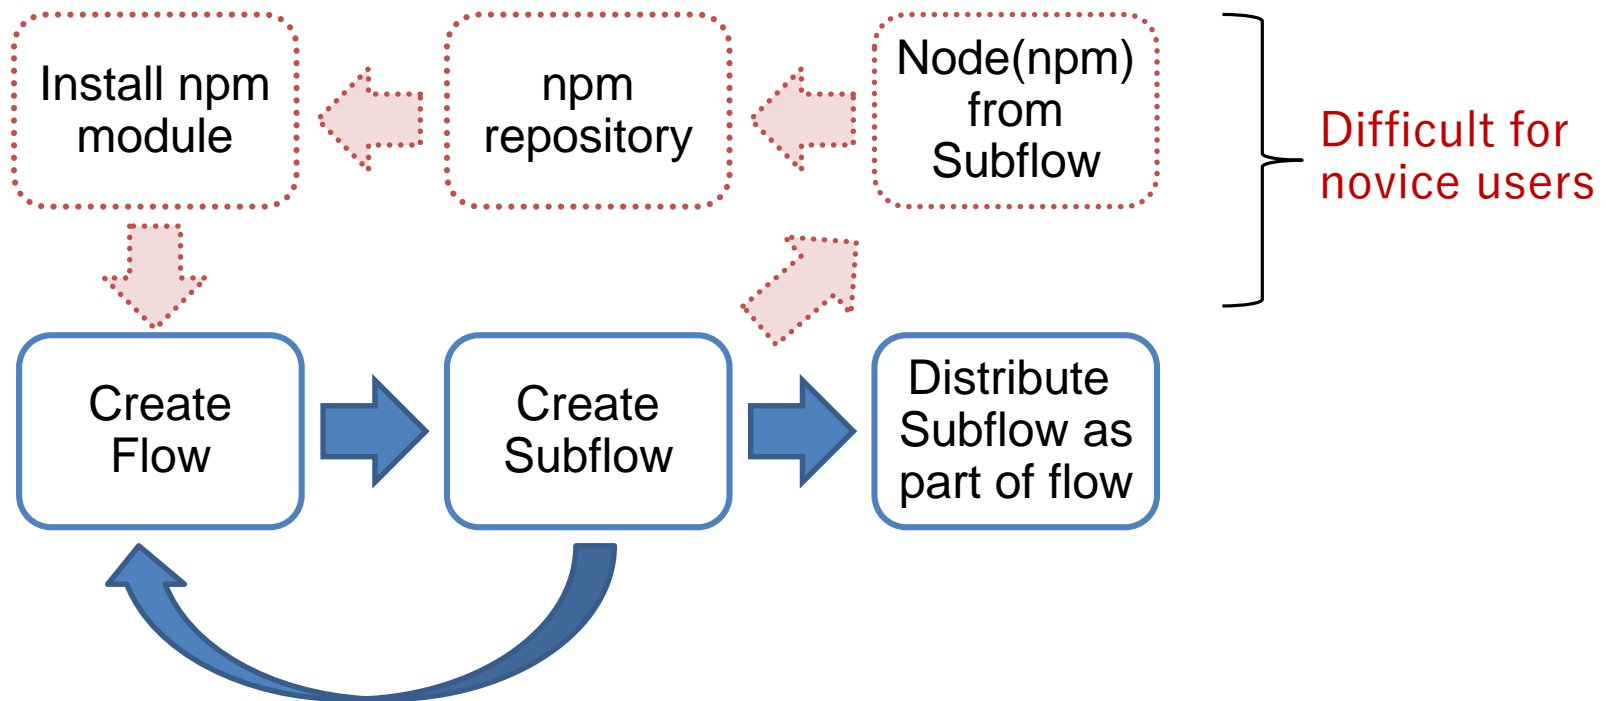 Install npm
module
npm
repository
Node(npm)
from
Subflow
Difficult for
novice users
Create
Flow
Create
Subflow
Distribute
Subflow as
part of flow